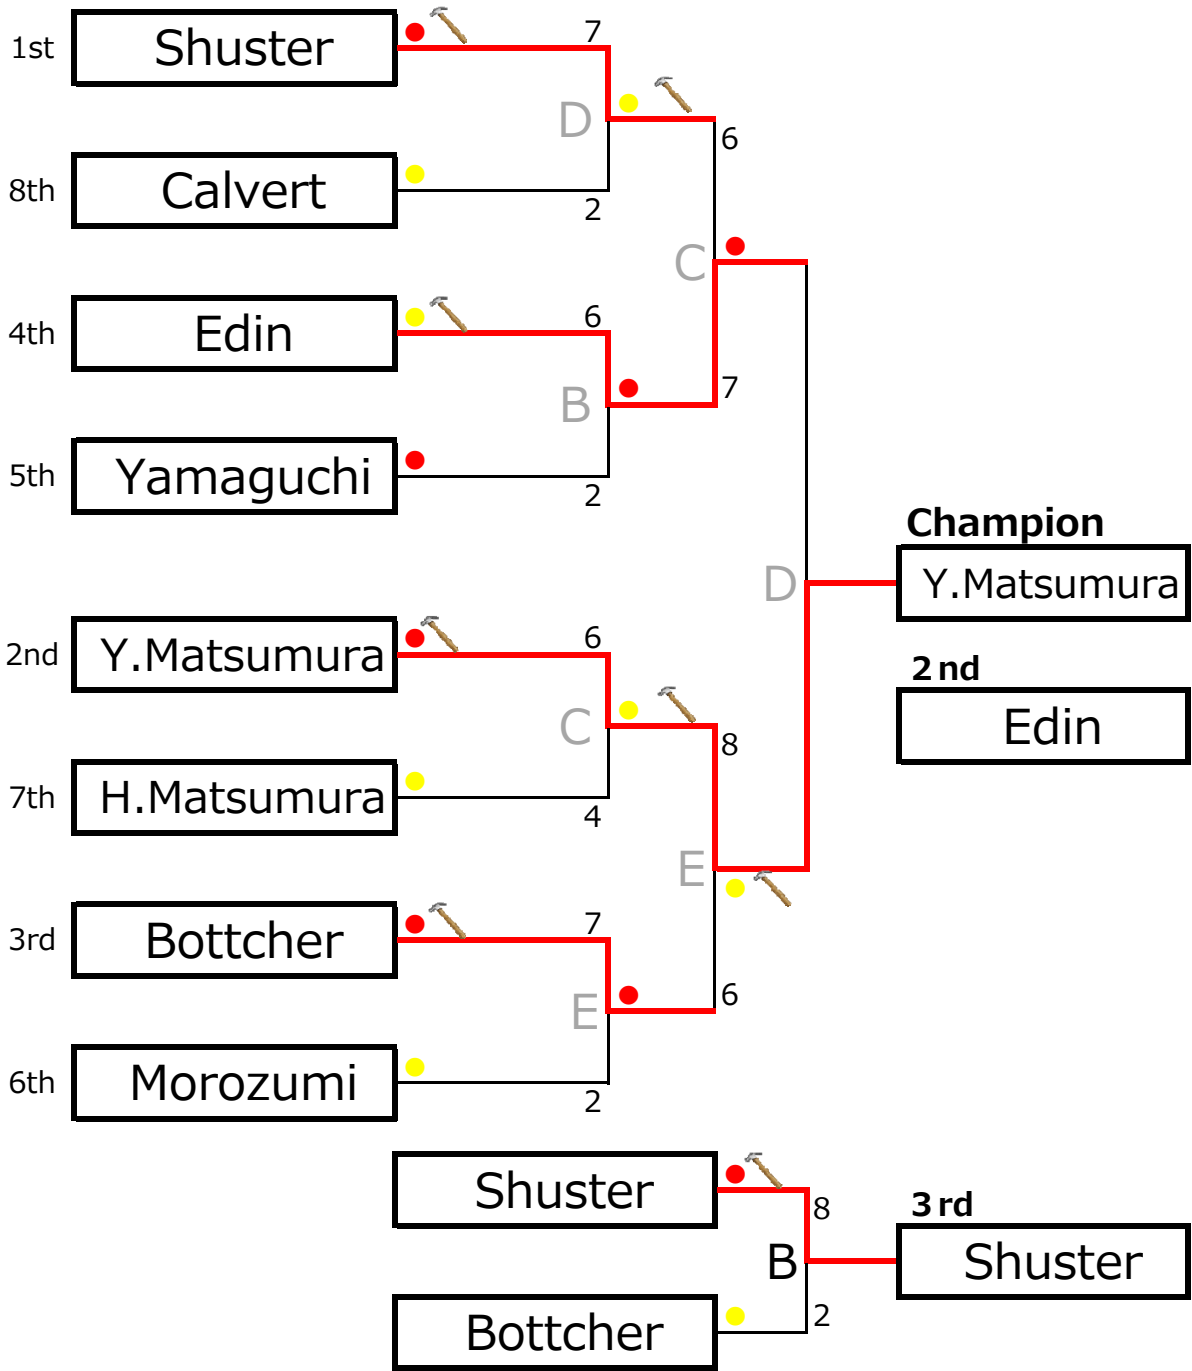 1st Shuster 7
D 6
8th Calvert 2
C
4th Edin 6
B 7
5th Yamaguchi 2
Champion
D Y.Matsumura
2nd Y.Matsumura 6
2nd
Edin
C 8
7th H.Matsumura 4
E
3rd Bottcher 7
E 6
6th Morozumi 2
Shuster 8
3rd
B Shuster
Bottcher 2